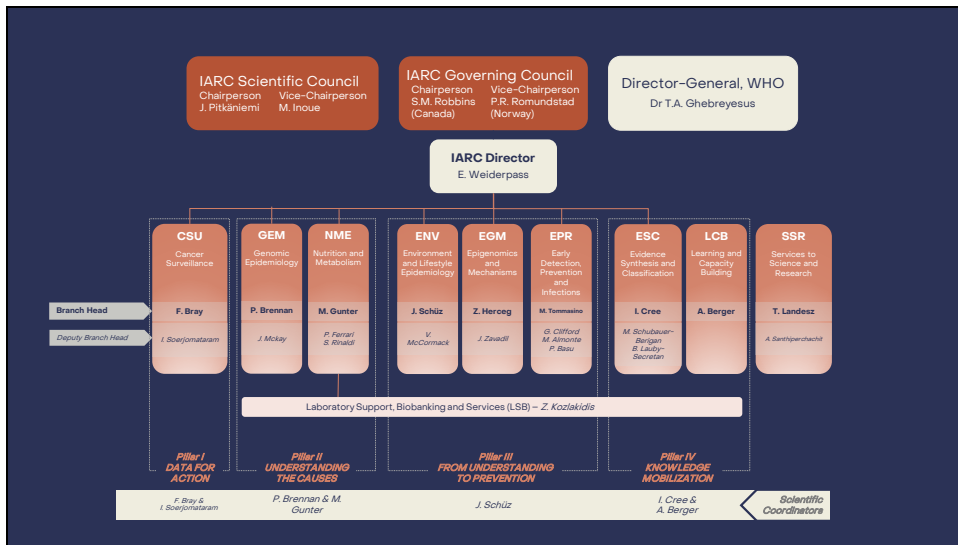 IARC Scientific Council
Chairperson Vice-Chairperson
J. Pitkäniemi M. Inoue
IARC Governing Council
Chairperson Vice-Chairperson
S.M. Robbins P.R. Romundstad
(Canada) (Norway)
Director-General, WHO
Dr T.A. Ghebreyesus
IARC Director
E. Weiderpass
CSU
Cancer
Surveillance
GEM
Genomic
Epidemiology
NME
Nutrition and
Metabolism
ENV
Environment
and Lifestyle
Epidemiology
EGM
Epigenomics
and
Mechanisms
EPR
Early
Detection,
Prevention
and
Infections
ESC
Evidence
Synthesis and
Classification
LCB
Learning and
Capacity
Building
SSR
Services to
Science and
Research
Branch Head
F. Bray
P. Brennan
M. Gunter
J. Schüz
Z. Herceg
M. Tommasino
I. Cree
A. Berger
T. Landesz
Deputy Branch Head
I. Soerjomataram
J. Mckay
P. Ferrari
S. Rinaldi
V.
McCormack
J. Zavadil
G. Clifford
M. Almonte
P. Basu
M. Schubauer-
Berigan
B. Lauby-
Secretan
A. Santhiperchachit
Laboratory Support, Biobanking and Services (LSB) – Z. Kozlakidis
Pillar I
DATA FOR
ACTION
Pillar II
UNDERSTANDING
THE CAUSES
Pillar III
FROM UNDERSTANDING
TO PREVENTION
Pillar IV
KNOWLEDGE
MOBILIZATION
F. Bray &
I. Soerjomataram
P. Brennan & M.
Gunter
J. Schüz
I. Cree &
A. Berger
Scientific
Coordinators